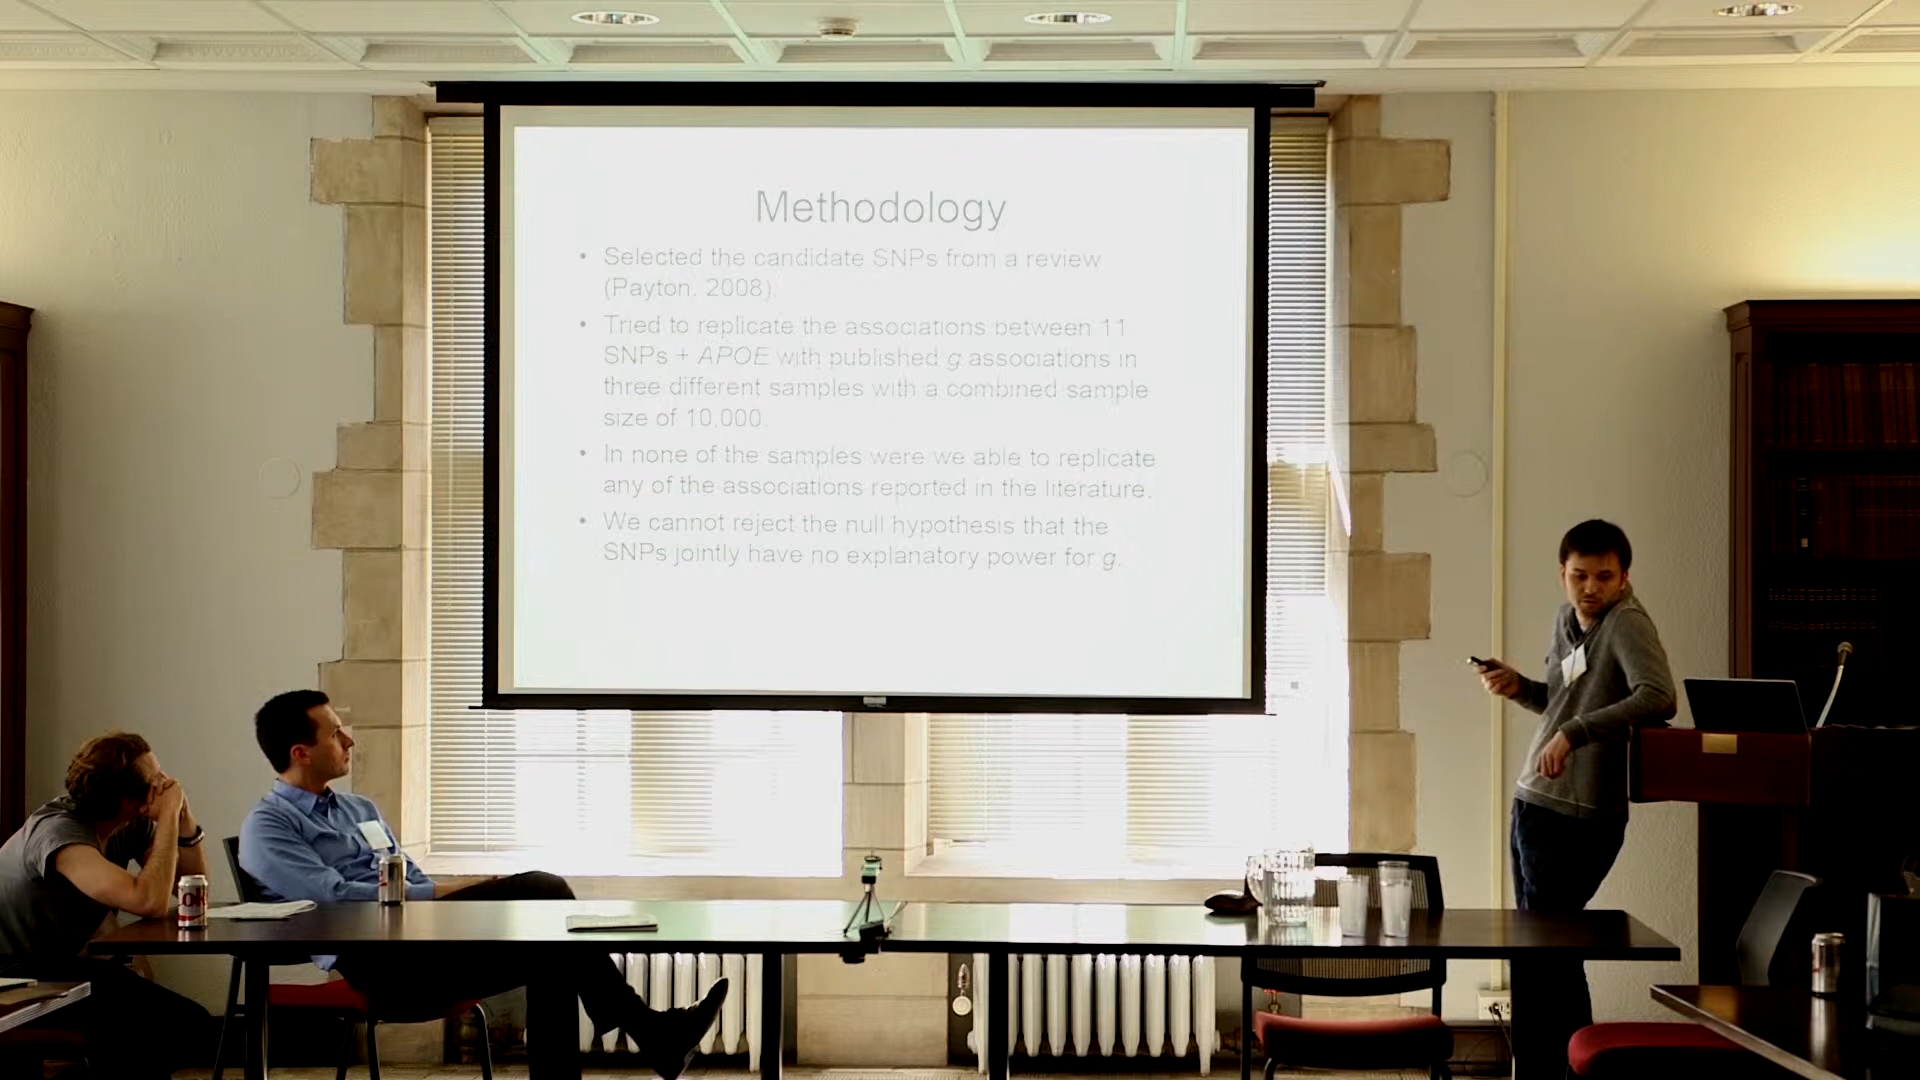 Methodology
• Selected the candidate SNPs from a review
(Payton, 2008).
• Tried to replicate the associations between 11
SNPs + APOE with published g associations in
three different samples with a combined sample
size of 10,000.
• In none of the samples were we able to replicate
any of the associations reported in the literature.
• We cannot reject the null hypothesis that the
SNPs jointly have no explanatory power for g.